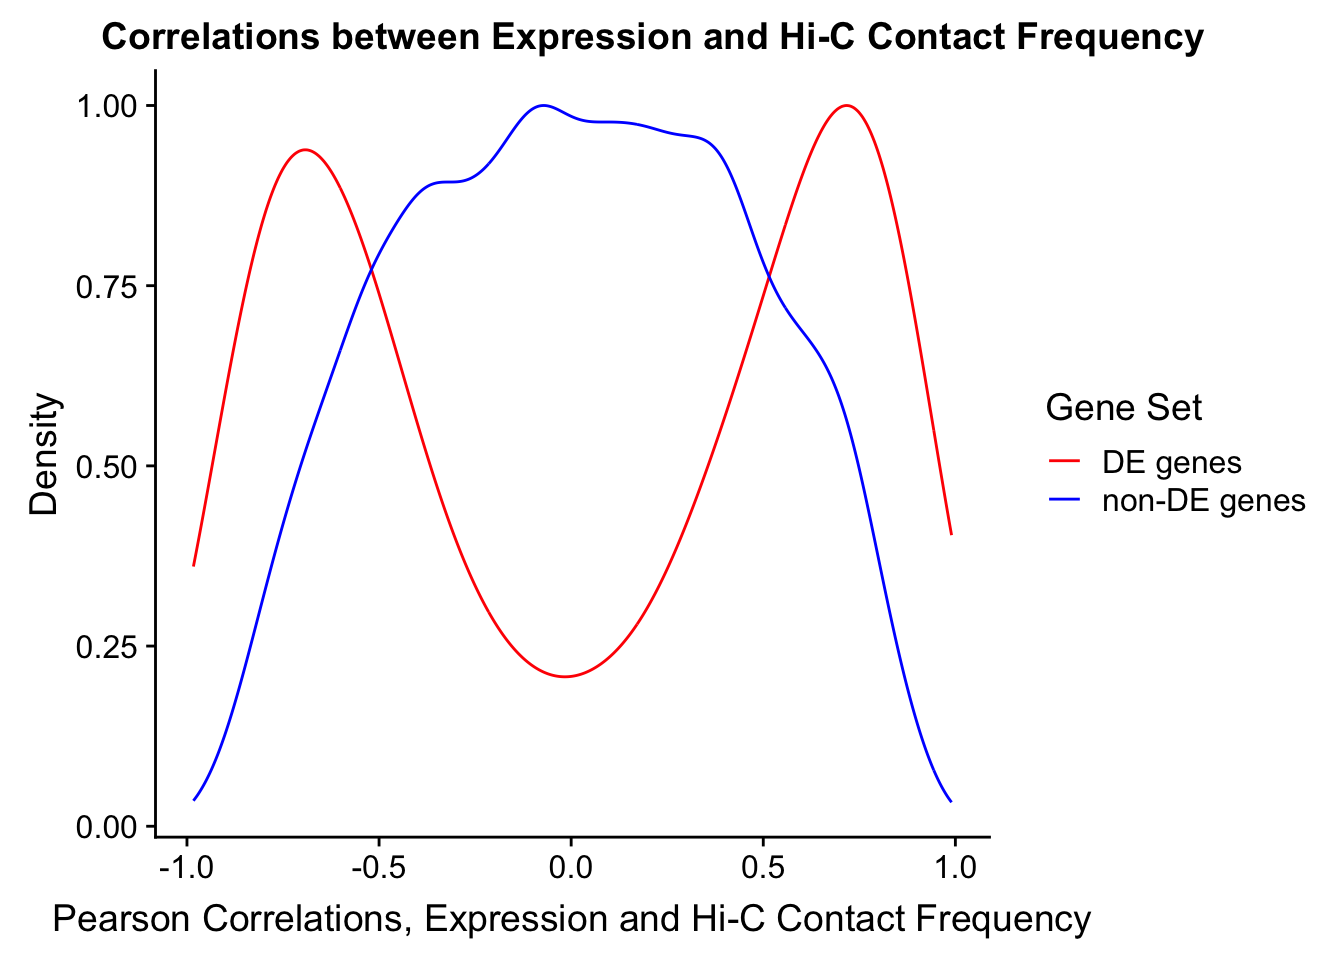 Correlations between Expression and Hi-C Contact Frequency
1.00
0.75
0.50
0.25
0.00
Density
-1.0 -0.5 0.0 0.5 1.0
Pearson Correlations, Expression and Hi-C Contact Frequency
Gene Set
DE genes
non-DE genes